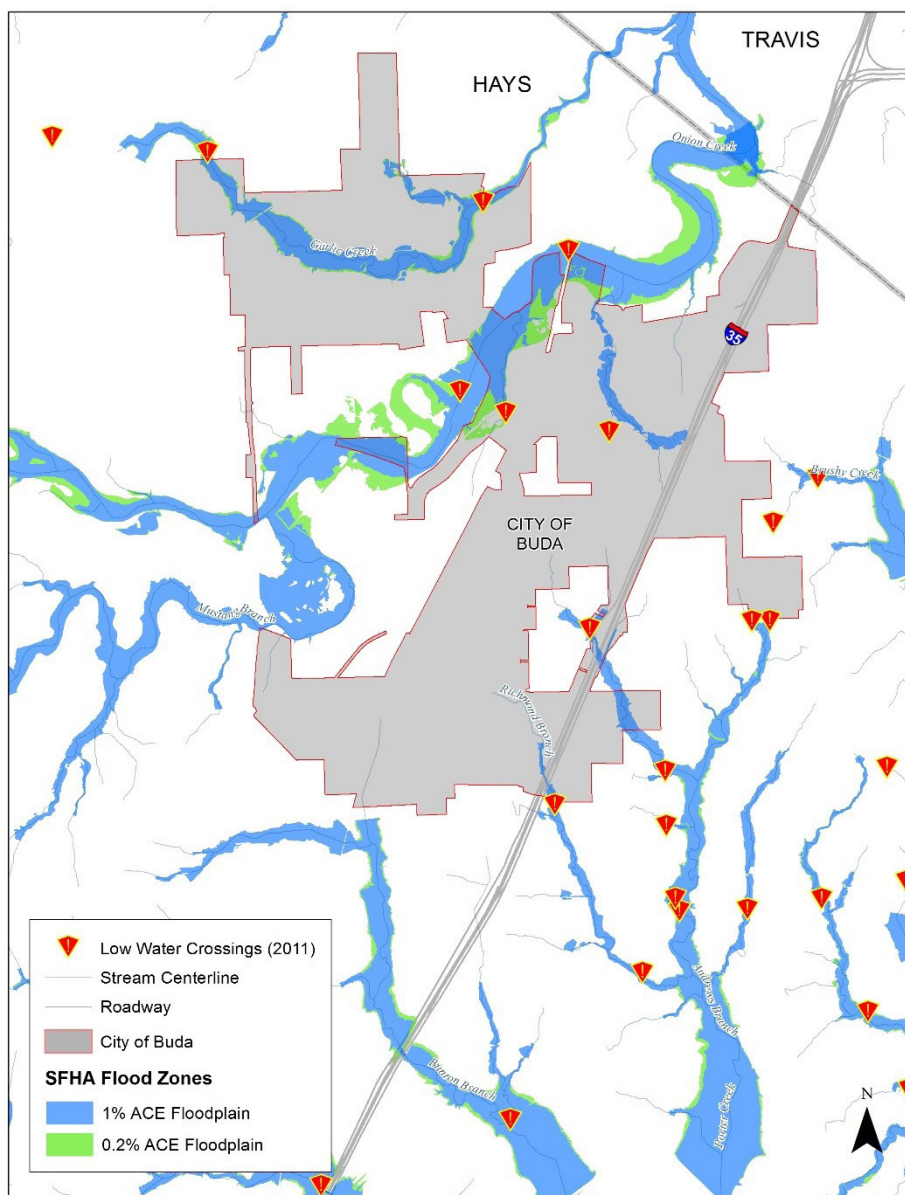 TRAVIS
HAYS
Onion Creek
Garlic Creek
35
Brushy Creek
CITY OF
BUDA
Mustang Branch
Richmond Branch
Andrews Branch
Bunton Branch
Porter Creek
Low Water Crossings (2011)
Stream Centerline
Roadway
City of Buda
SFHA Flood Zones
1% ACE Floodplain
0.2% ACE Floodplain
N